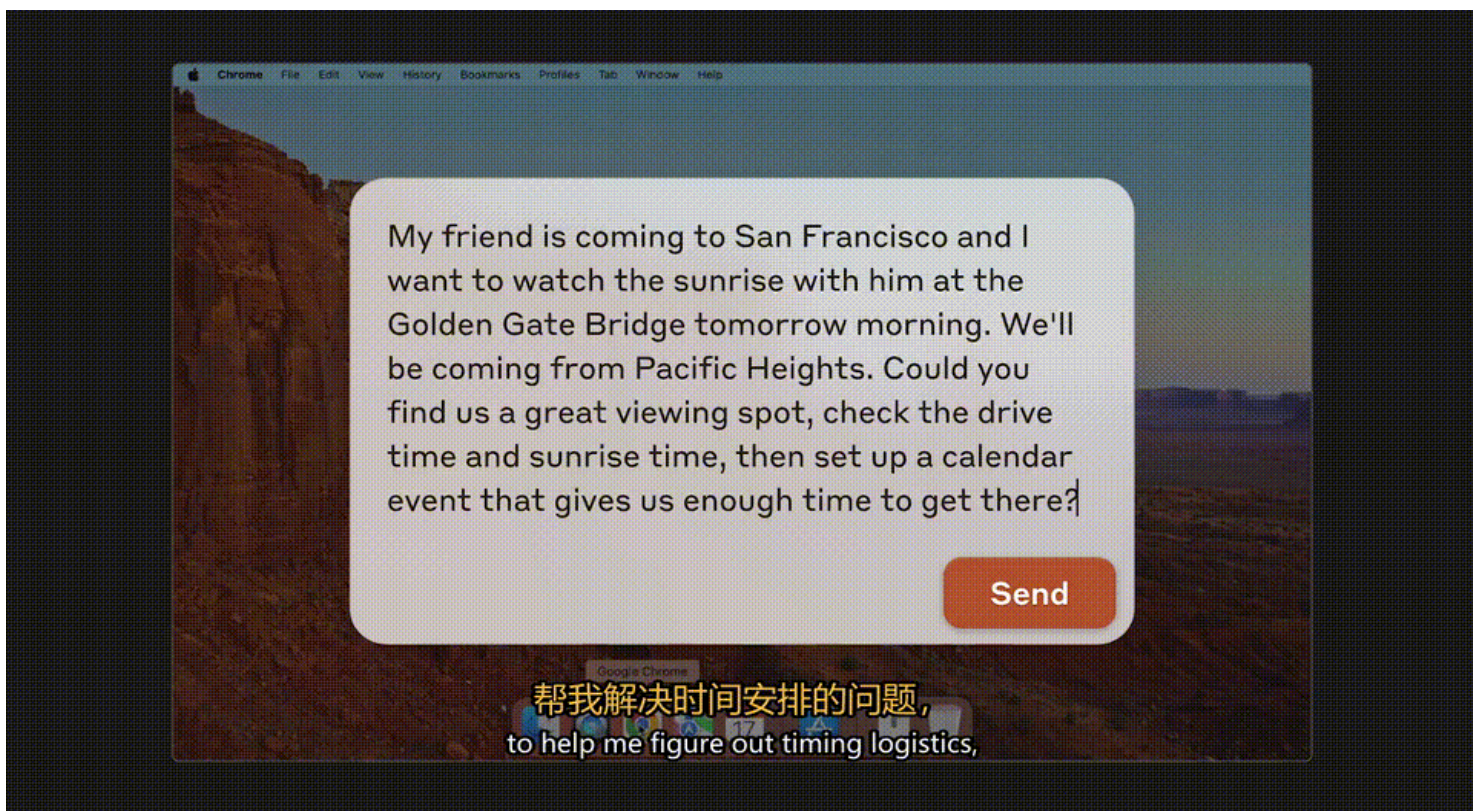 Chrome File Edit View History Bookmarks Profiles Tab Window Help
My friend is coming to San Francisco and I
want to watch the sunrise with him at the
Golden Gate Bridge tomorrow morning. We'll
be coming from Pacific Heights. Could you
find us a great viewing spot, check the drive
time and sunrise time, then set up a calendar
event that gives us enough time to get there?
Send
Google Chrome
帮我解决时间安排的问题,
17
to help me figure out timing logistics,